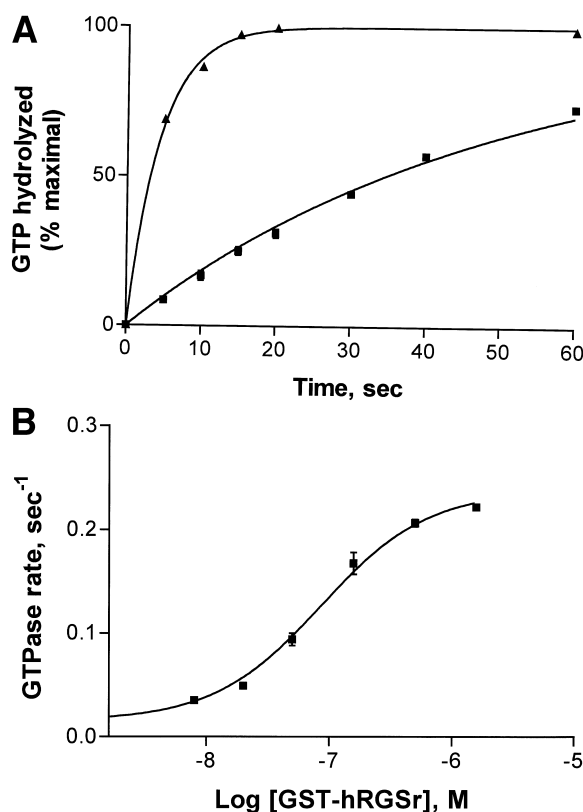 A
100
50
0
GTP hydrolyzed
(% maximal)
0 10 20 30 40 50 60
Time, sec
B
0.3
0.2
0.1
0.0
GTPase rate, sec-1
-8 -7 -6 -5
Log [GST-hRGSr], M